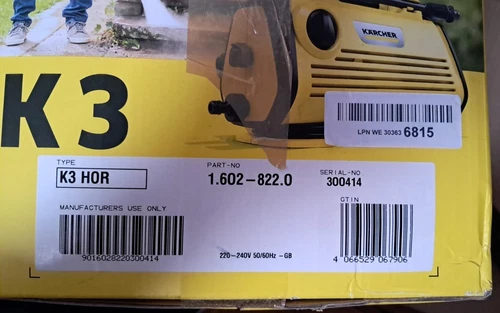 KÄRCHER
K 3
LPN WE 30363 6815
TYPE
K3 HOR
PART-NO
1.602-822.0
SERIAL-NO
300414
MANUFACTURERS USE ONLY
9016028220300414
220-240V 50/60Hz -GB
GTIN
4 066529 067906